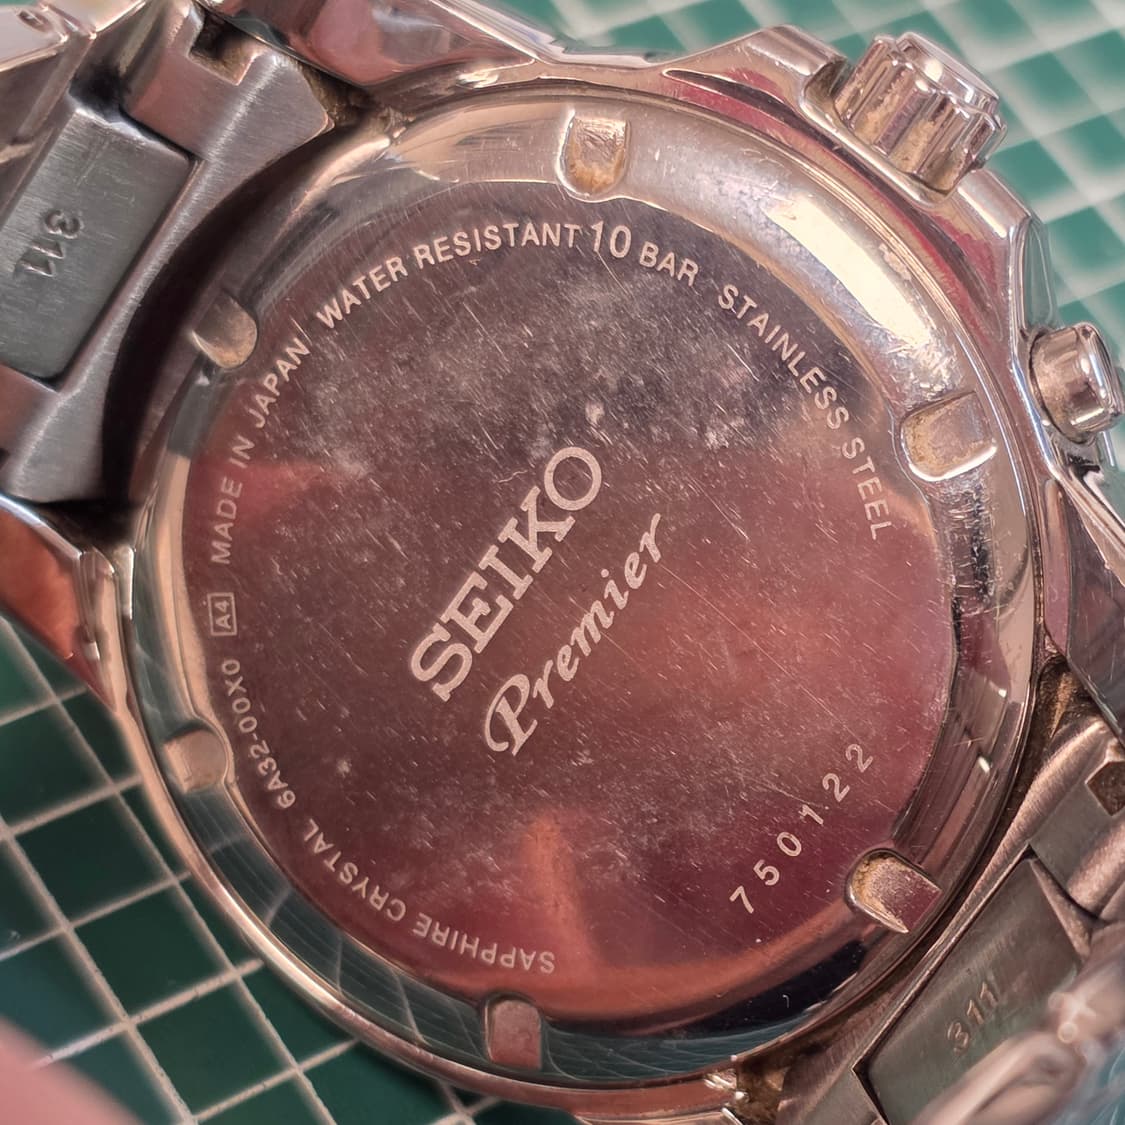 SAPPHIRE CRYSTAL 6A32-00X0 A4 MADE IN JAPAN WATER RESISTANT 10 BAR STAINLESS STEEL
SEIKO
Premier
750122
311
311